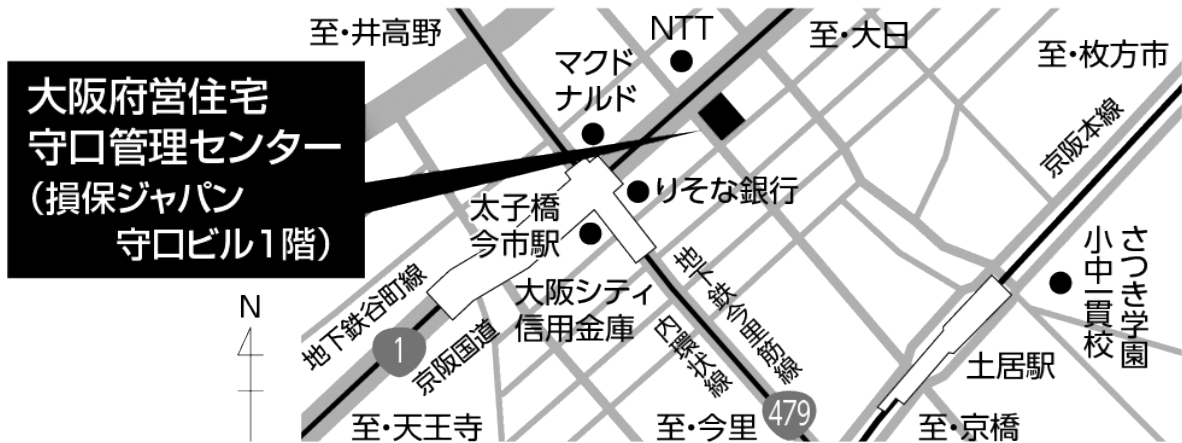 至・井高野
NTT
至・大日
至・枚方市
マクド
ナルド
大阪府営住宅
守口管理センター
（損保ジャパン
守口ビル1階）
京阪本線
りそな銀行
太子橋
今市駅
さつき学園
小中一貫校
大阪シティ
信用金庫
地下鉄谷町線
京阪国道
地下鉄今里筋線
内環状線
N
1
土居駅
479
至・天王寺
至・今里
至・京橋